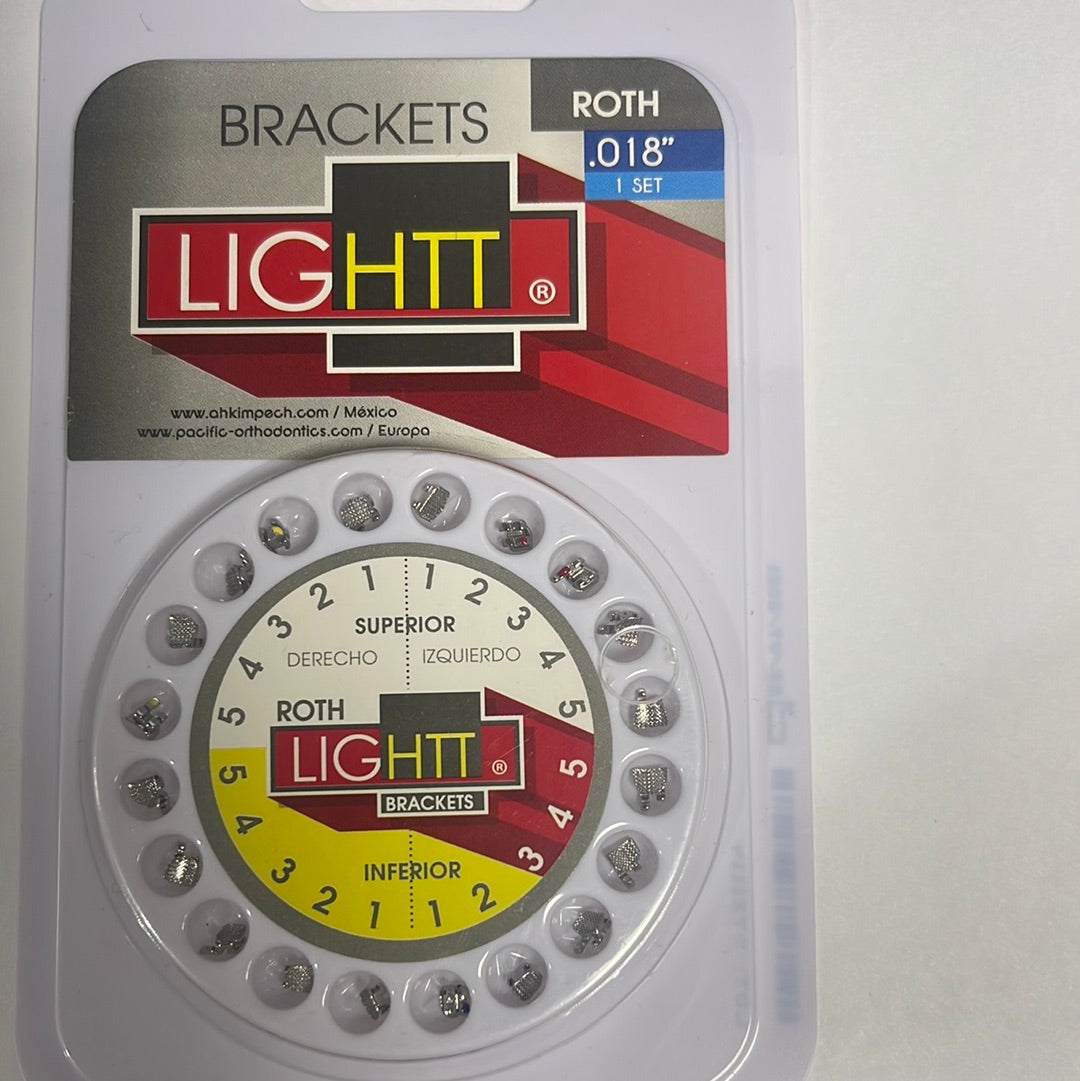 BRACKETS
ROTH
.018”
1 SET
LIGHTT ®
www.ahkimpech.com / México
www.pacific-orthodontics.com / Europa
5 4 3 2 1 1 2 3 4 5
SUPERIOR
DERECHO IZQUIERDO
ROTH
LIGHTT ®
BRACKETS
INFERIOR
5 4 3 2 1 1 2 3 4 5